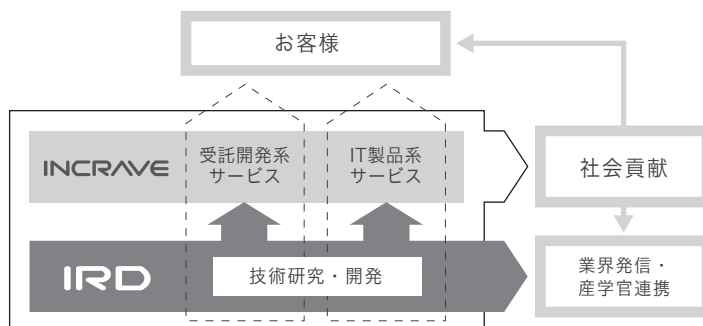 お客様
INCRAVE
受託開発系
サービス
IT製品系
サービス
社会貢献
IRD
技術研究・開発
業界発信・
産学官連携